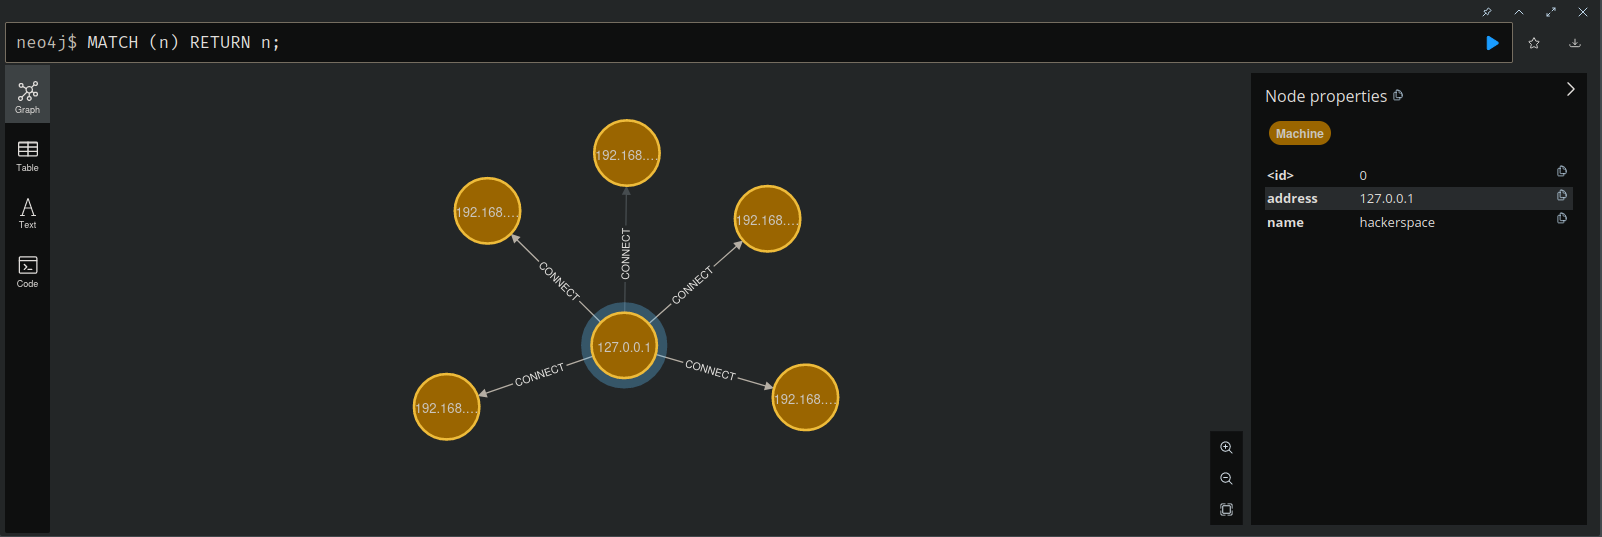 neo4j$ MATCH (n) RETURN n;
Graph
Table
Text
Code
192.168....
192.168....
192.168....
CONNECT
CONNECT
CONNECT
127.0.0.1
CONNECT
CONNECT
192.168....
192.168....
Node properties
Machine
<id> 0
address 127.0.0.1
name hackerspace